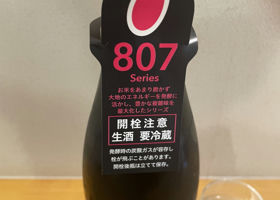 807
Series
お米をあまり磨かず
大地のエネルギーを発酵に
活かし、豊かな穀雑味を
最大化したシリーズ
開栓注意
生酒 要冷蔵
発酵時の炭酸ガスが容存し
栓が飛ぶことがあります。
開栓後瓶は立てて保存。